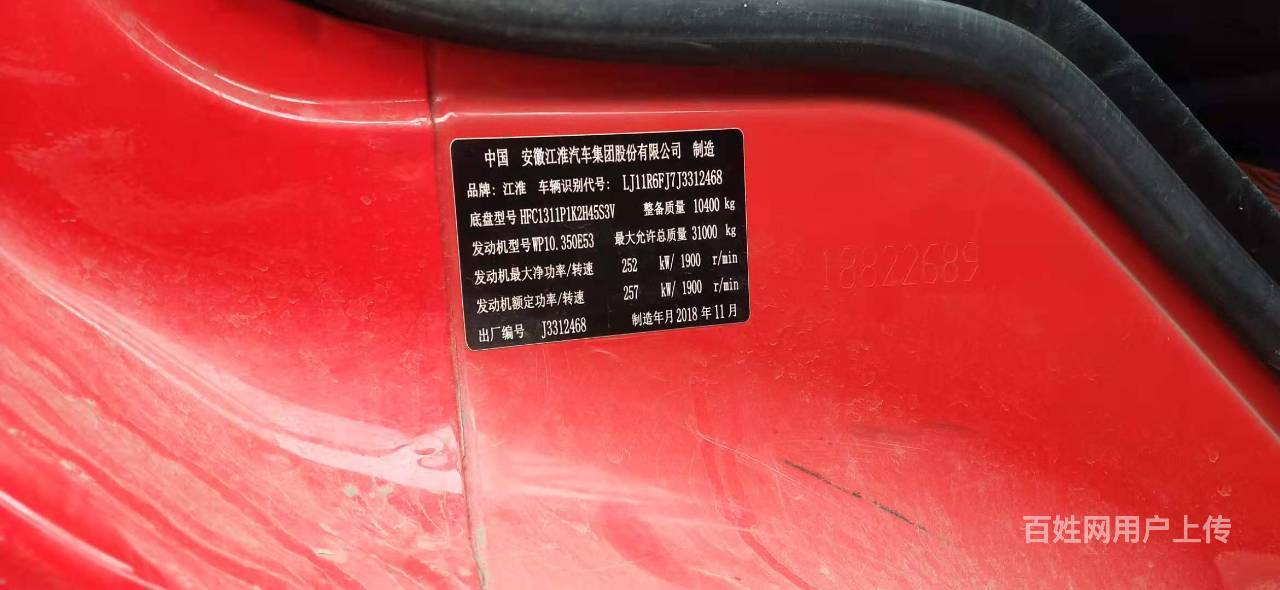 中国 安徽江淮汽车集团股份有限公司 制造
品牌: 江淮 车辆识别代号: LJ11R6FJ7J3312468
底盘型号 HFC1311P1K2H45S3V 整备质量 10400 kg
发动机型号 WP10.350E53 最大允许总质量 31000 kg
发动机最大净功率/转速 252 kW/ 1900 r/min
发动机额定功率/转速 257 kW/ 1900 r/min
出厂编号 J3312468 制造年月 2018 年 11 月
18822689
百姓网用户上传